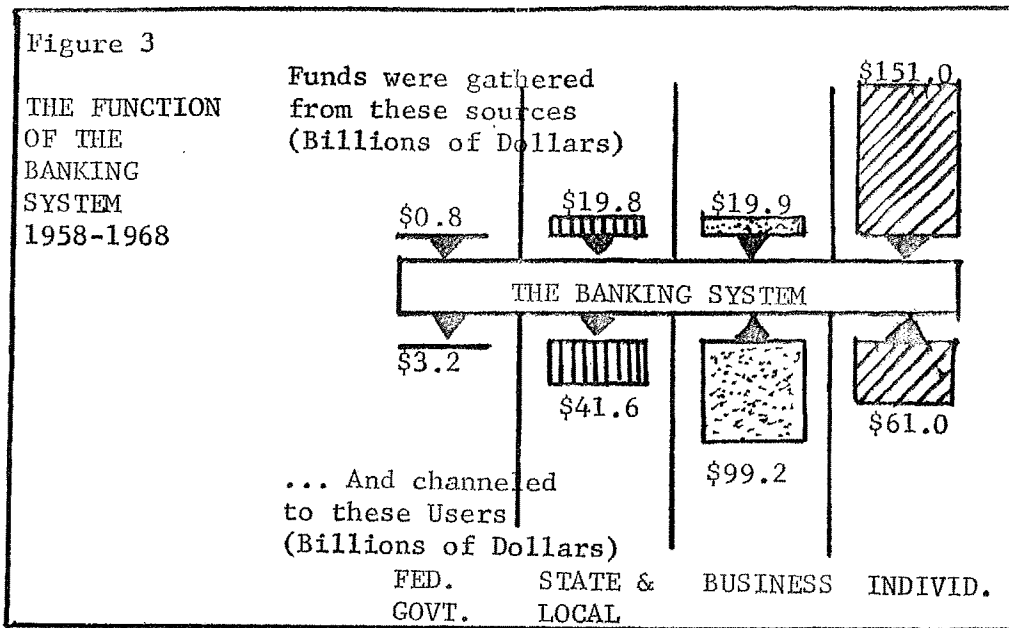 Figure 3
THE FUNCTION
OF THE
BANKING
SYSTEM
1958-1968
Funds were gathered
from these sources
(Billions of Dollars)
$0.8
$19.8
$19.9
$151.0
THE BANKING SYSTEM
$3.2
$41.6
$99.2
$61.0
... And channeled
to these Users
(Billions of Dollars)
FED.
GOVT.
STATE &
LOCAL
BUSINESS
INDIVID.